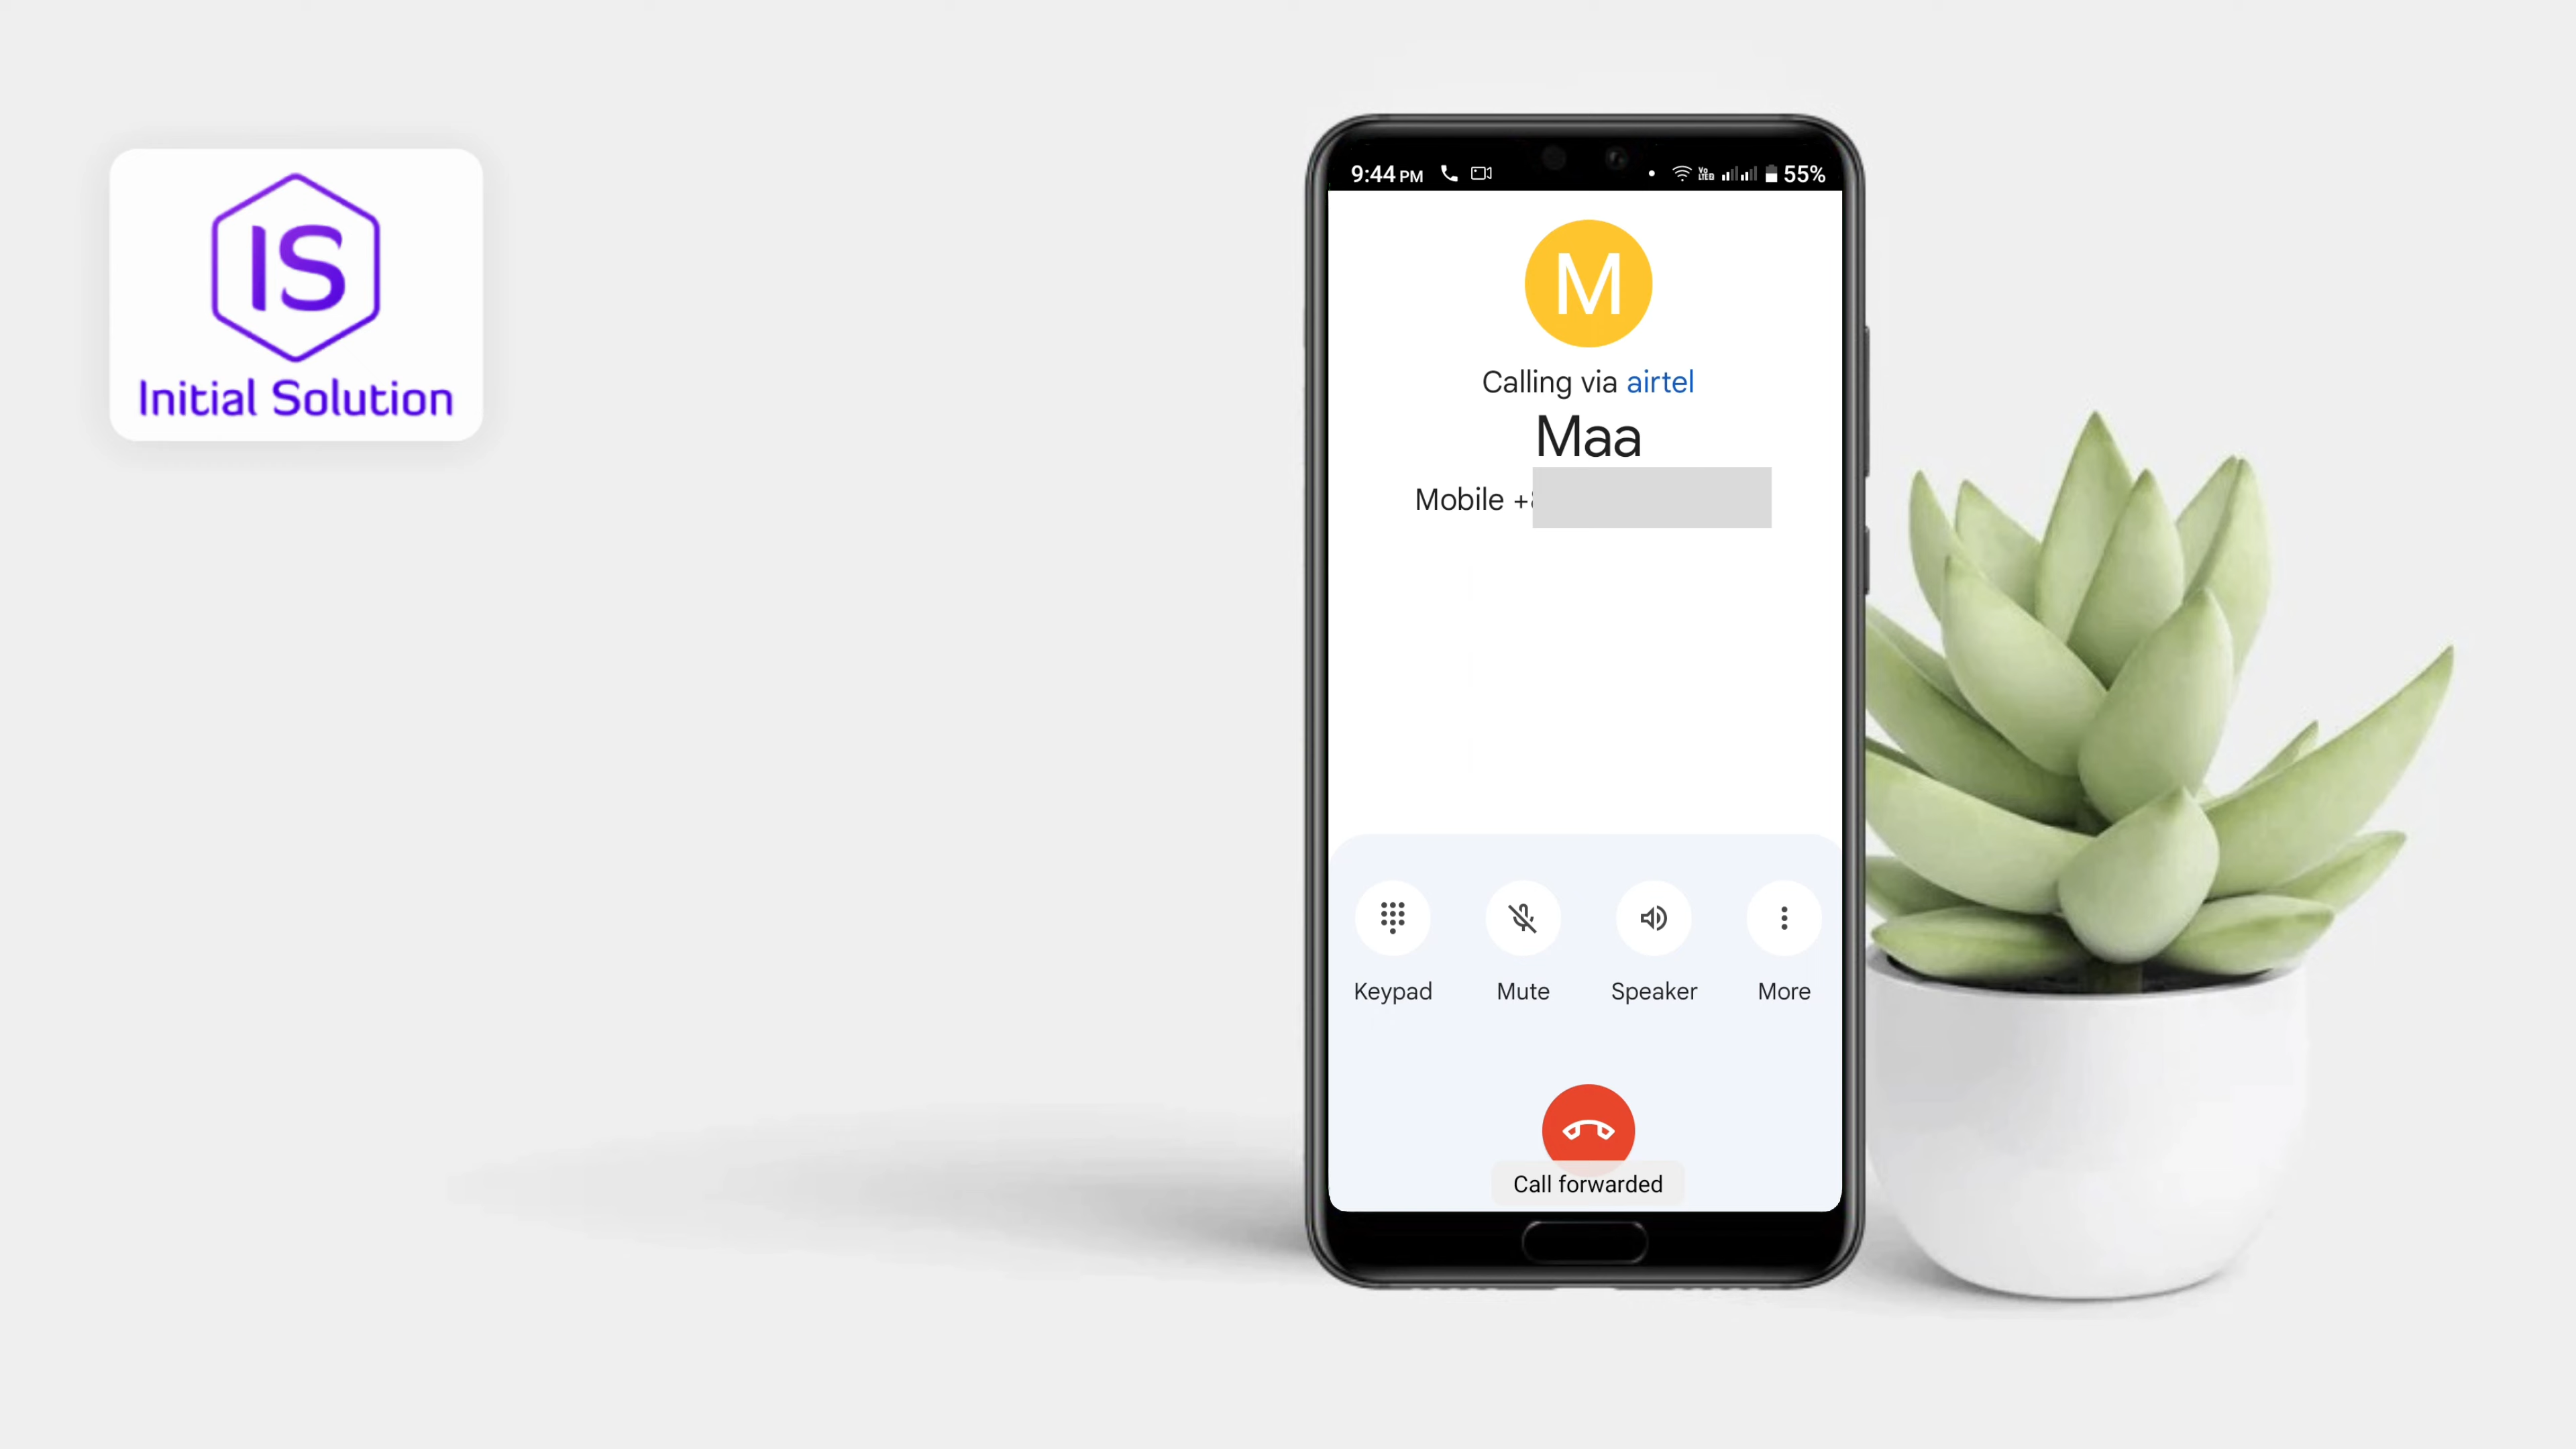 IS
Initial Solution
9:44 PM 55%
M
Calling via airtel
Maa
Mobile +
Keypad Mute Speaker More
Call forwarded